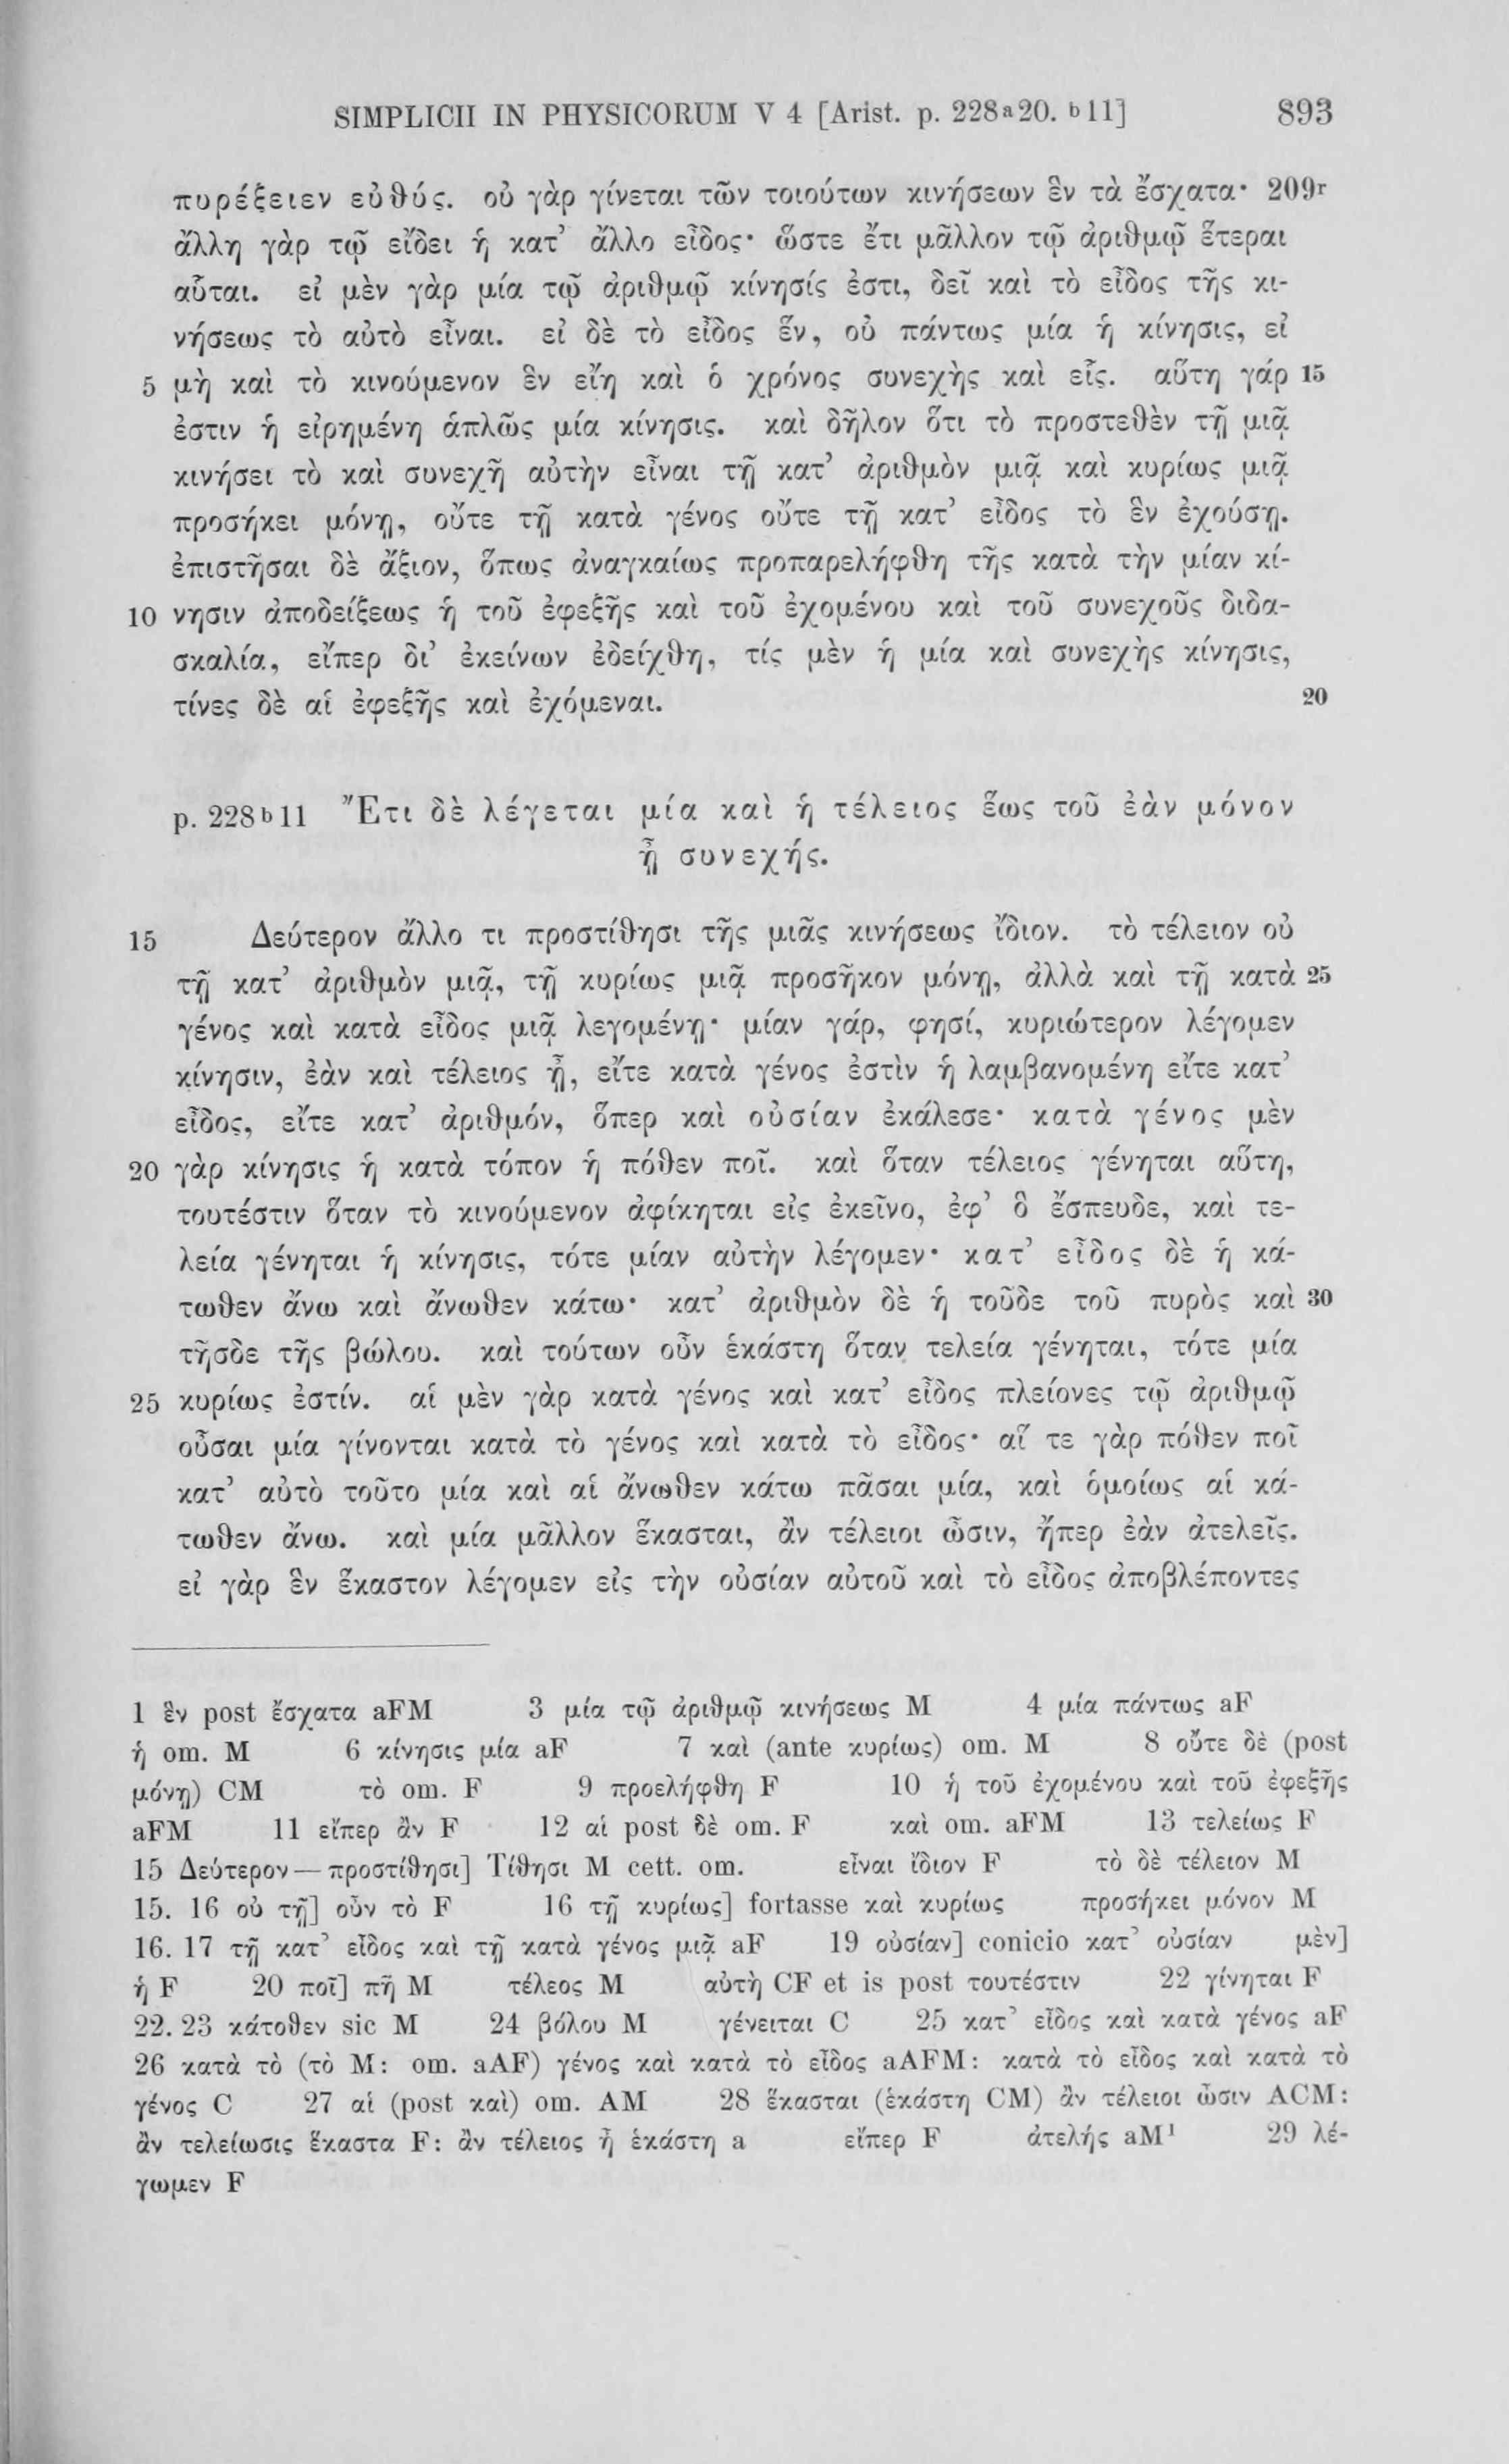 SIMPLICII IN PHYSICORUM V 4 [Arist. p. 228a20. b11] 893
πυρέξειεν εὐθύς. οὐ γὰρ γίνεται τῶν τοιούτων κινήσεων ἓν τὰ ἔσχατα· 209r
ἄλλη γὰρ τῷ εἴδει ἡ κατ’ ἄλλο εἶδος· ὥστε ἔτι μᾶλλον τῷ ἀριθμῷ ἕτεραι
αὗται. εἰ μὲν γὰρ μία τῷ ἀριθμῷ κίνησίς ἐστι, δεῖ καὶ τὸ εἶδος τῆς κι-
νήσεως τὸ αὐτὸ εἶναι. εἰ δὲ τὸ εἶδος ἕν, οὐ πάντως μία ἡ κίνησις, εἰ
5 μὴ καὶ τὸ κινούμενον ἓν εἴη καὶ ὁ χρόνος συνεχὴς καὶ εἷς. αὕτη γάρ 15
ἐστιν ἡ εἰρημένη ἁπλῶς μία κίνησις. καὶ δῆλον ὅτι τὸ προστεθὲν τῇ μιᾷ
κινήσει τὸ καὶ συνεχῆ αὐτὴν εἶναι τῇ κατ’ ἀριθμὸν μιᾷ καὶ κυρίως μιᾷ
προσήκει μόνῃ, οὔτε τῇ κατὰ γένος οὔτε τῇ κατ’ εἶδος τὸ ἓν ἐχούσῃ.
ἐπιστῆσαι δὲ ἄξιον, ὅπως ἀναγκαίως προπαρελήφθη τῆς κατὰ τὴν μίαν κί-
10 νησιν ἀποδείξεως ἡ τοῦ ἐφεξῆς καὶ τοῦ ἐχομένου καὶ τοῦ συνεχοῦς διδα-
σκαλία, εἴπερ δι’ ἐκείνων ἐδείχθη, τίς μὲν ἡ μία καὶ συνεχὴς κίνησις,
τίνες δὲ αἱ ἐφεξῆς καὶ ἐχόμεναι. 20
p. 228b11 Ἔτι δὲ λέγεται μία καὶ ἡ τέλειος ἕως τοῦ ἐὰν μόνον
ᾖ συνεχής.
15 Δεύτερον ἄλλο τι προστίθησι τῆς μιᾶς κινήσεως ἴδιον. τὸ τέλειον οὐ
τῇ κατ’ ἀριθμὸν μιᾷ, τῇ κυρίως μιᾷ προσῆκον μόνῃ, ἀλλὰ καὶ τῇ κατὰ 25
γένος καὶ κατὰ εἶδος μιᾷ λεγομένῃ· μίαν γάρ, φησί, κυριώτερον λέγομεν
κίνησιν, ἐὰν καὶ τέλειος ᾖ, εἴτε κατὰ γένος ἐστὶν ἡ λαμβανομένη εἴτε κατ’
εἶδος, εἴτε κατ’ ἀριθμόν, ὅπερ καὶ οὐσίαν ἐκάλεσε· κατὰ γένος μὲν
20 γὰρ κίνησις ἡ κατὰ τόπον ἡ πόθεν ποῖ. καὶ ὅταν τέλειος γένηται αὕτη,
τουτέστιν ὅταν τὸ κινούμενον ἀφίκηται εἰς ἐκεῖνο, ἐφ’ ὃ ἔσπευδε, καὶ τε-
λεία γένηται ἡ κίνησις, τότε μίαν αὐτὴν λέγομεν· κατ’ εἶδος δὲ ἡ κά-
τωθεν ἄνω καὶ ἄνωθεν κάτω· κατ’ ἀριθμὸν δὲ ἡ τοῦδε τοῦ πυρὸς καὶ 30
τῆσδε τῆς βώλου. καὶ τούτων οὖν ἑκάστη ὅταν τελεία γένηται, τότε μία
25 κυρίως ἐστίν. αἱ μὲν γὰρ κατὰ γένος καὶ κατ’ εἶδος πλείονες τῷ ἀριθμῷ
οὖσαι μία γίνονται κατὰ τὸ γένος καὶ κατὰ τὸ εἶδος· αἵ τε γὰρ πόθεν ποῖ
κατ’ αὐτὸ τοῦτο μία καὶ αἱ ἄνωθεν κάτω πᾶσαι μία, καὶ ὁμοίως αἱ κά-
τωθεν ἄνω. καὶ μία μᾶλλον ἕκασται, ἂν τέλειοι ὦσιν, ἤπερ ἐὰν ἀτελεῖς.
εἰ γὰρ ἓν ἕκαστον λέγομεν εἰς τὴν οὐσίαν αὐτοῦ καὶ τὸ εἶδος ἀποβλέποντες
1 ἓν post ἔσχατα aFM 3 μία τῷ ἀριθμῷ κινήσεως M 4 μία πάντως aF
ἡ om. M 6 κίνησις μία aF 7 καὶ (ante κυρίως) om. M 8 οὔτε δὲ (post
μόνῃ) CM τὸ om. F 9 προελήφθη F 10 ἡ τοῦ ἐχομένου καὶ τοῦ ἐφεξῆς
aFM 11 εἴπερ ἂν F 12 αἱ post δὲ om. F καὶ om. aFM 13 τελείως F
15 Δεύτερον — προστίθησι] Τίθησι M cett. om. εἶναι ἴδιον F τὸ δὲ τέλειον M
15. 16 οὐ τῇ] οὖν τὸ F 16 τῇ κυρίως] fortasse καὶ κυρίως προσήκει μόνον M
16. 17 τῇ κατ’ εἶδος καὶ τῇ κατὰ γένος μιᾷ aF 19 οὐσίαν] conicio κατ’ οὐσίαν μὲν]
ἡ F 20 ποῖ] πῆ M τέλεος M αὐτὴ CF et is post τουτέστιν 22 γίνηται F
22. 23 κάτοθεν sic M 24 βόλου M γένειται C 25 κατ’ εἶδος καὶ κατὰ γένος aF
26 κατὰ τὸ (τὸ M: om. aAF) γένος καὶ κατὰ τὸ εἶδος aAFM: κατὰ τὸ εἶδος καὶ κατὰ τὸ
γένος C 27 αἱ (post καὶ) om. AM 28 ἕκασται (ἑκάστη CM) ἂν τέλειοι ὦσιν ACM:
ἂν τελείωσις ἕκαστα F: ἂν τέλειος ᾖ ἑκάστη a εἴπερ F ἀτελής aM1 29 λέ-
γωμεν F